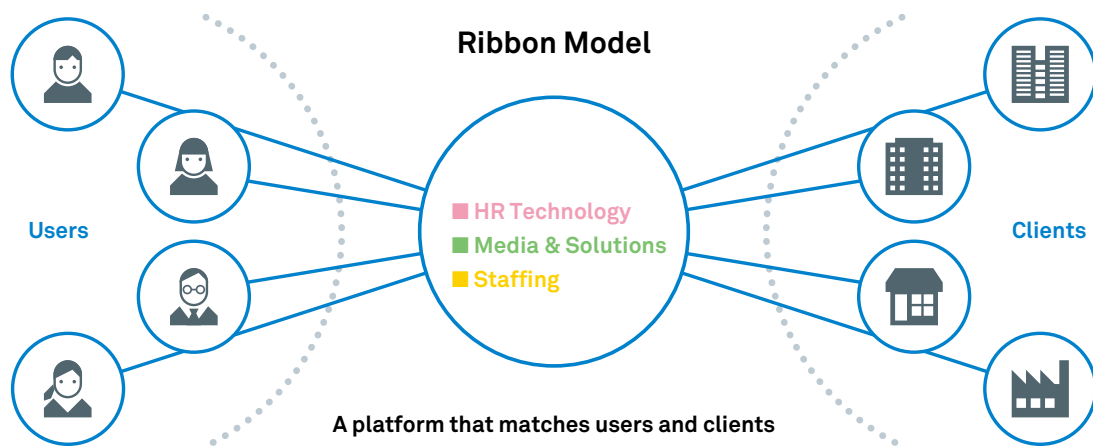 Ribbon Model
Users
HR Technology
Media & Solutions
Staffing
Clients
A platform that matches users and clients